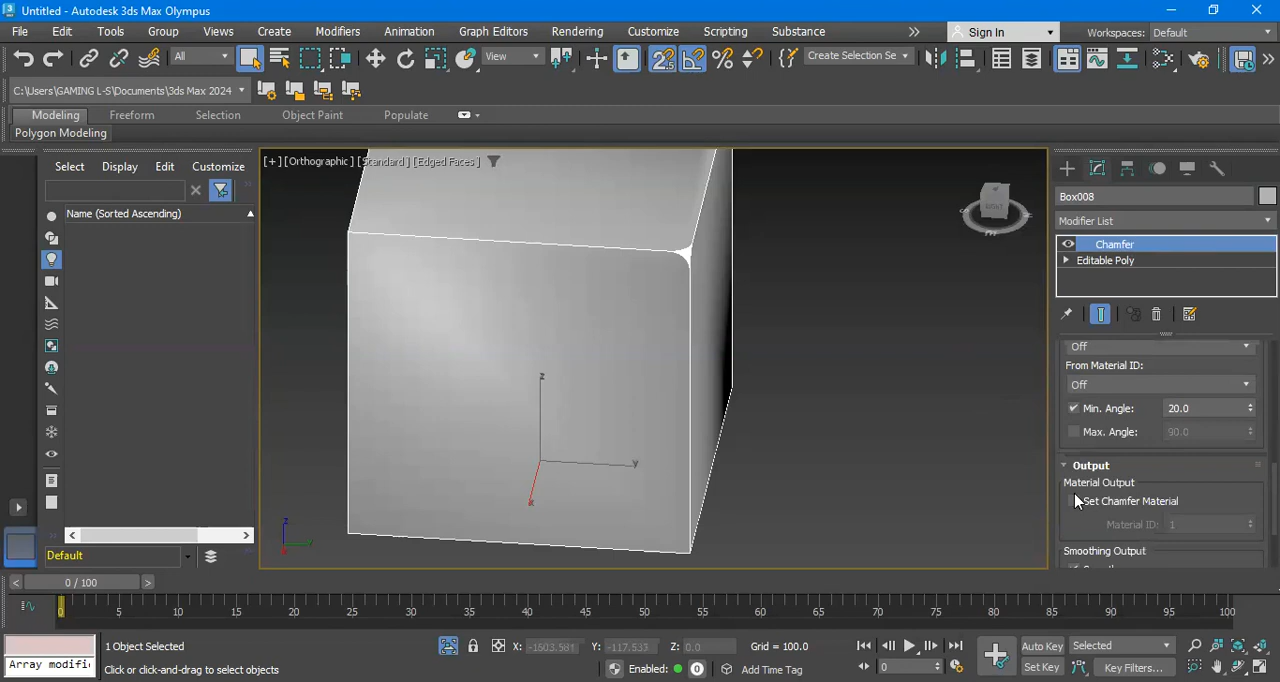 Untitled - Autodesk 3ds Max Olympus
File Edit Tools Group Views Create Modifiers Animation Graph Editors Rendering Customize Scripting Substance Sign In Workspaces: Default
All View Create Selection Se
C:\Users\GAMING L-S\Documents\3ds Max 2024
Modeling Freeform Selection Object Paint Populate
Polygon Modeling
Select Display Edit Customize
Name (Sorted Ascending)
[+] [Orthographic] [Standard] [Edged Faces]
Box008
Modifier List
Chamfer
Editable Poly
Off
From Material ID:
Off
Min. Angle: 20.0
Max. Angle: 90.0
Output
Material Output
Set Chamfer Material
Material ID: 1
Smoothing Output
z
y
x
Default
0 / 100
0 5 10 15 20 25 30 35 40 45 50 55 60 65 70 75 80 85 90 95 100
1 Object Selected X: Y: -117.533 Z: 0.0 Grid = 100.0 Auto Key Selected
Array modifi Click or click-and-drag to select objects Enabled: 0 Add Time Tag 0 Set Key Key Filters...